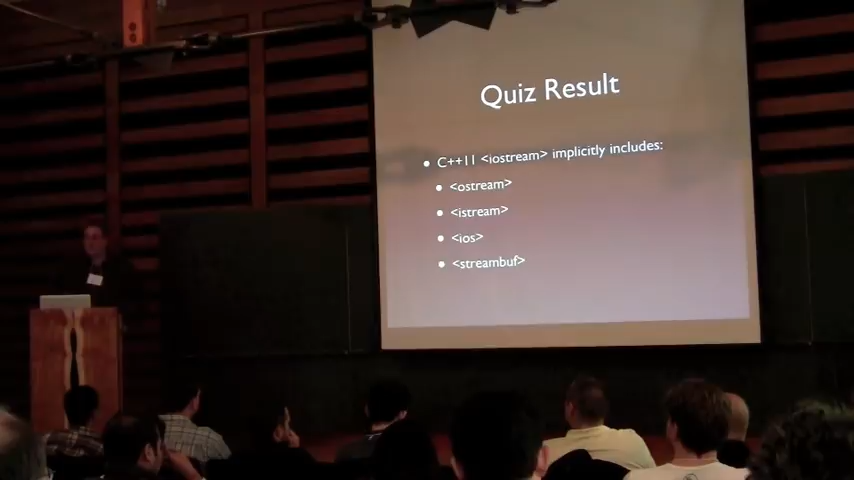 Quiz Result
• C++11 <iostream> implicitly includes:
• <ostream>
• <istream>
• <ios>
• <streambuf>